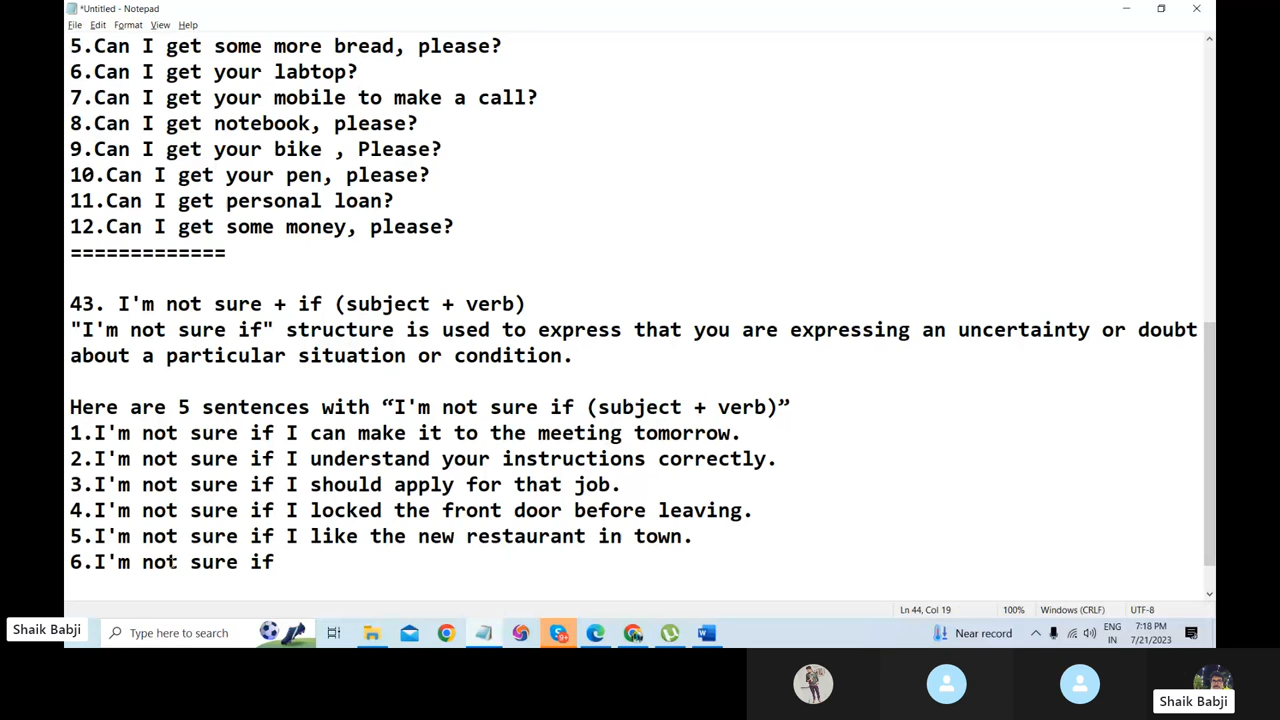 *Untitled - Notepad
File Edit Format View Help
5.Can I get some more bread, please?
6.Can I get your labtop?
7.Can I get your mobile to make a call?
8.Can I get notebook, please?
9.Can I get your bike , Please?
10.Can I get your pen, please?
11.Can I get personal loan?
12.Can I get some money, please?
=============
43. I'm not sure + if (subject + verb)
"I'm not sure if" structure is used to express that you are expressing an uncertainty or doubt
about a particular situation or condition.
Here are 5 sentences with “I'm not sure if (subject + verb)”
1.I'm not sure if I can make it to the meeting tomorrow.
2.I'm not sure if I understand your instructions correctly.
3.I'm not sure if I should apply for that job.
4.I'm not sure if I locked the front door before leaving.
5.I'm not sure if I like the new restaurant in town.
6.I'm not sure if
Ln 44, Col 19 100% Windows (CRLF) UTF-8
Shaik Babji
Type here to search
Near record
ENG
IN
7:18 PM
7/21/2023
Shaik Babji